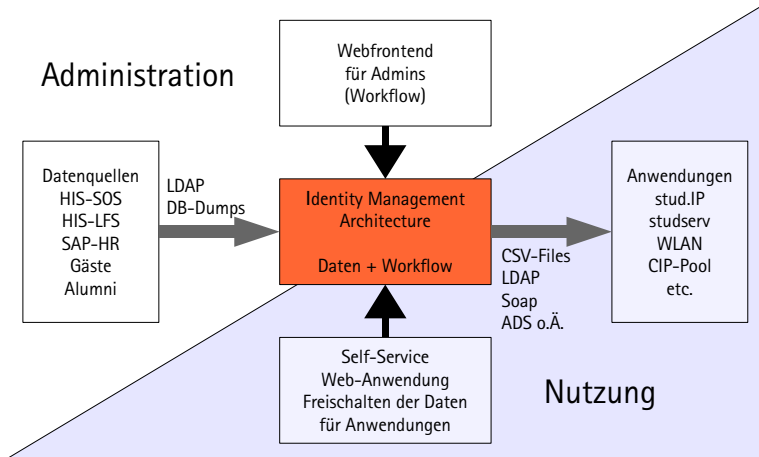 Administration
Webfrontend
für Admins
(Workflow)
Datenquellen
HIS-SOS
HIS-LFS
SAP-HR
Gäste
Alumni
LDAP
DB-Dumps
Identity Management
Architecture
Daten + Workflow
CSV-Files
LDAP
Soap
ADS o.Ä.
Anwendungen
stud.IP
studserv
WLAN
CIP-Pool
etc.
Self-Service
Web-Anwendung
Freischalten der Daten
für Anwendungen
Nutzung